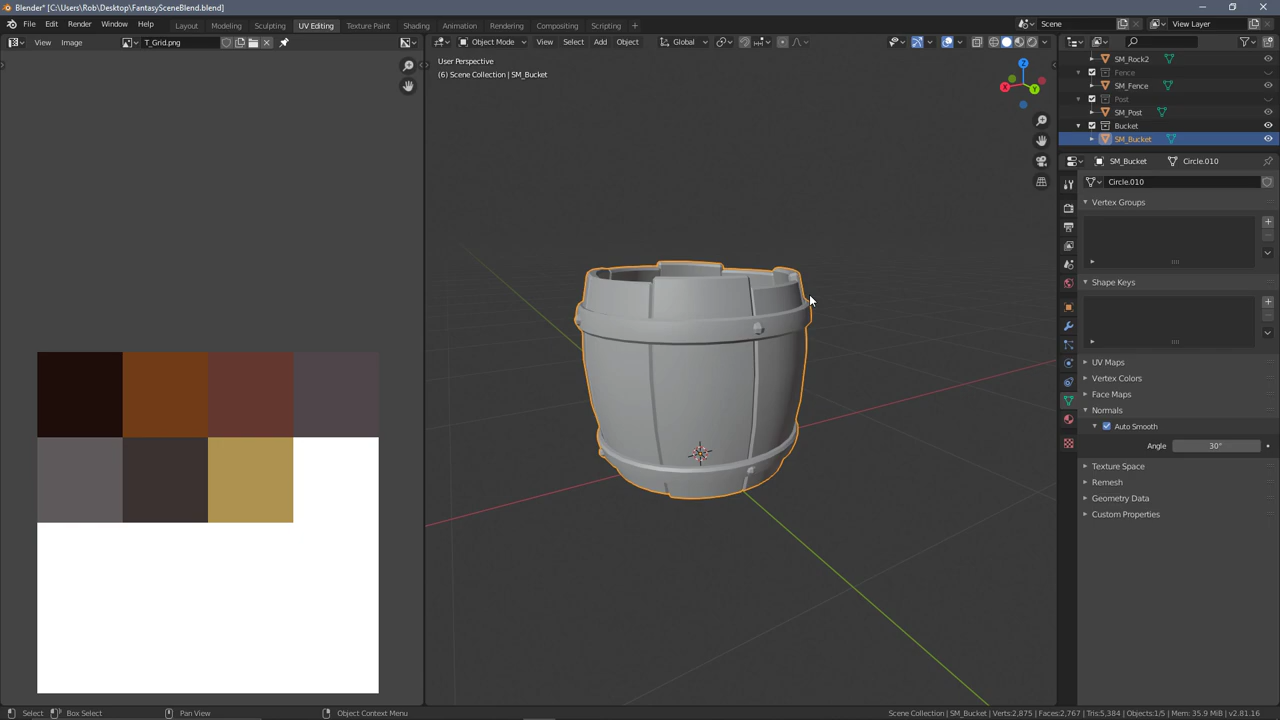 Blender* [C:\Users\Rob\Desktop\FantasySceneBlend.blend]
File Edit Render Window Help Layout Modeling Sculpting UV Editing Texture Paint Shading Animation Rendering Compositing Scripting Scene View Layer
View Image T_Grid.png Object Mode View Select Add Object Global
User Perspective
(6) Scene Collection | SM_Bucket
Z
X
Y
SM_Rock2
Fence
SM_Fence
Post
SM_Post
Bucket
SM_Bucket
SM_Bucket Circle.010
Circle.010
Vertex Groups
Shape Keys
UV Maps
Vertex Colors
Face Maps
Normals
Auto Smooth
Angle 30°
Texture Space
Remesh
Geometry Data
Custom Properties
Select Box Select Pan View Object Context Menu Scene Collection | SM_Bucket | Verts:2,875 | Faces:2,767 | Tris:5,384 | Objects:1/5 | Mem: 35.9 MiB | v2.81.16